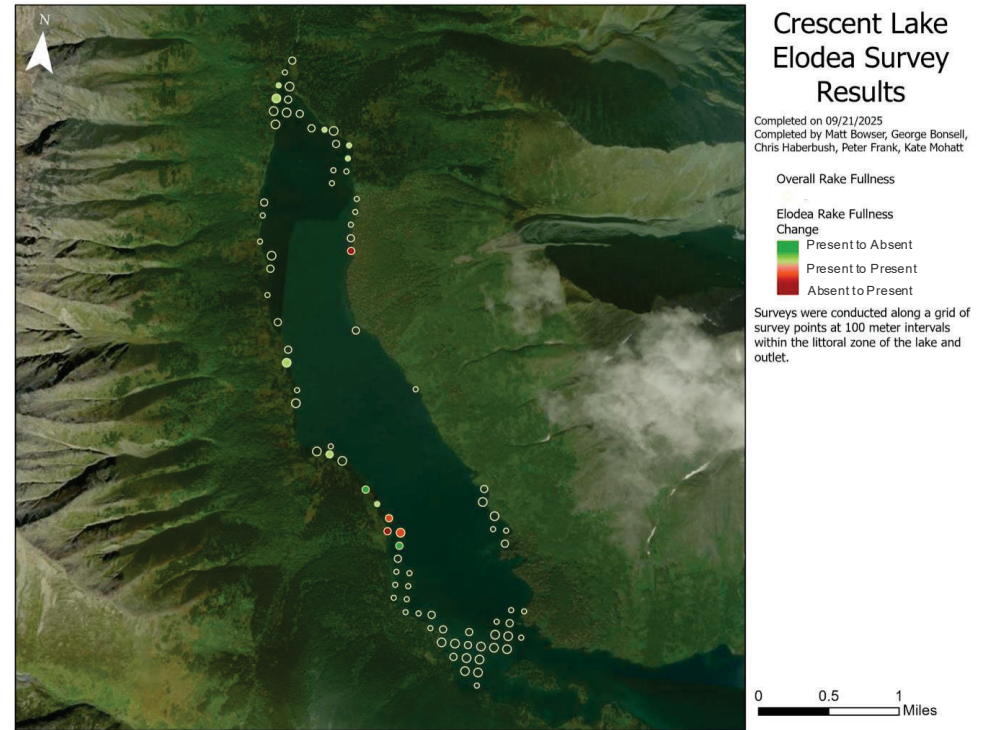 N
Crescent Lake
Elodea Survey
Results
Completed on 09/21/2025
Completed by Matt Bowser, George Bonsell,
Chris Haberbush, Peter Frank, Kate Mohatt
Overall Rake Fullness
Elodea Rake Fullness
Change
Present to Absent
Present to Present
Absent to Present
Surveys were conducted along a grid of
survey points at 100 meter intervals
within the littoral zone of the lake and
outlet.
0 0.5 1
Miles